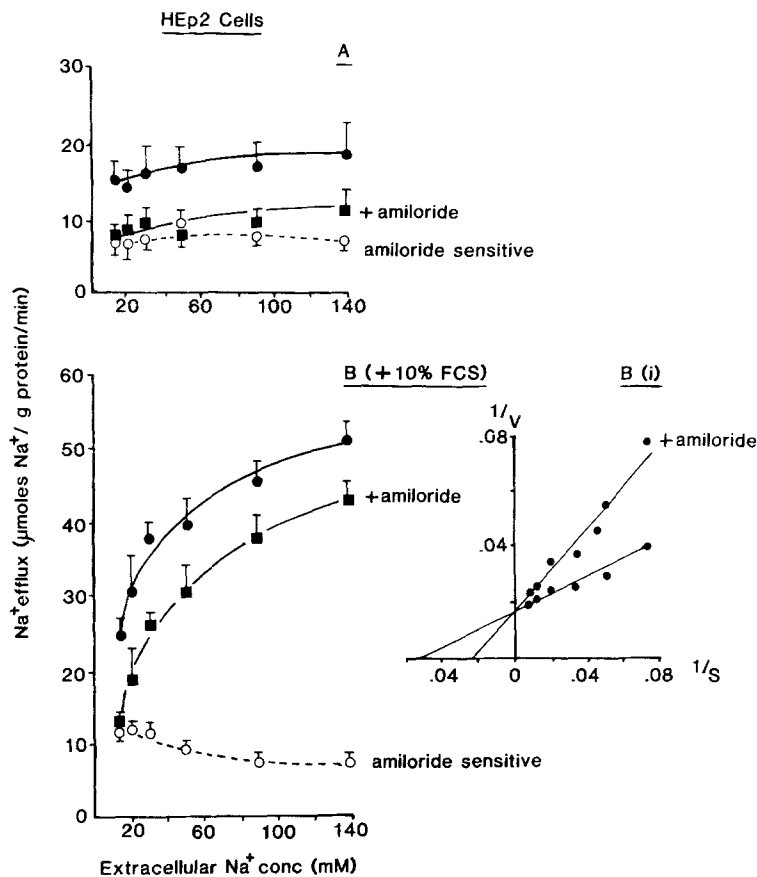 HEp2 Cells
A
30
20
10
0
+ amiloride
amiloride sensitive
20 60 100 140
Na+ efflux (μmoles Na+/ g protein/min)
B (+10% FCS)
B (i)
60
50
40
30
20
10
0
+amiloride
amiloride sensitive
20 60 100 140
Extracellular Na+ conc (mM)
1/V
.08
.04
+amiloride
.04 0 .04 .08
1/S